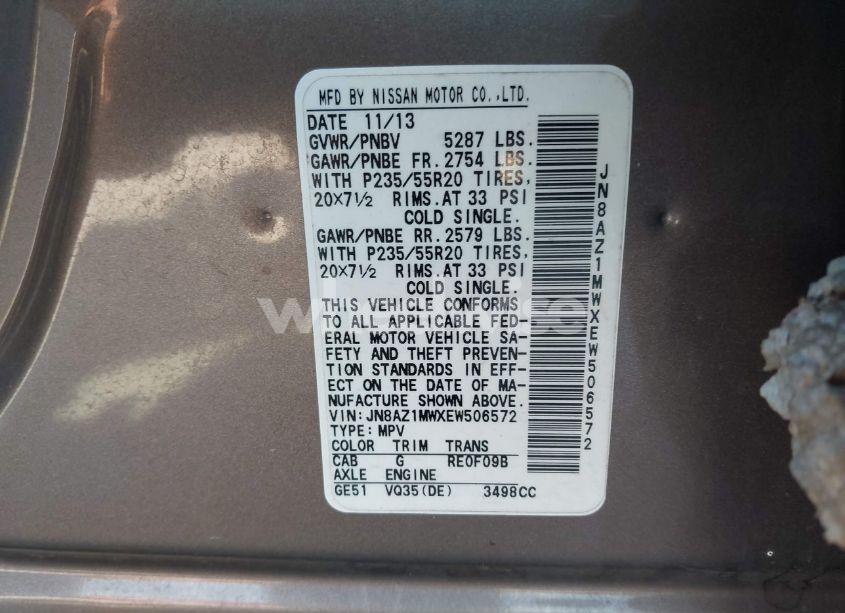 MFD BY NISSAN MOTOR CO.,LTD.
DATE 11/13
GVWR/PNBV 5287 LBS.
GAWR/PNBE FR. 2754 LBS.
WITH P235/55R20 TIRES,
20X7½ RIMS.AT 33 PSI
COLD SINGLE.
GAWR/PNBE RR. 2579 LBS.
WITH P235/55R20 TIRES,
20X7½ RIMS.AT 33 PSI
COLD SINGLE.
THIS VEHICLE CONFORMS
TO ALL APPLICABLE FED-
ERAL MOTOR VEHICLE SA-
FETY AND THEFT PREVEN-
TION STANDARDS IN EFF-
ECT ON THE DATE OF MA-
NUFACTURE SHOWN ABOVE.
VIN:JN8AZ1MWXEW506572
TYPE:MPV
COLOR TRIM TRANS
CAB G RE0F09B
AXLE ENGINE
GE51 VQ35(DE) 3498CC
JN8AZ1MWXEW506572